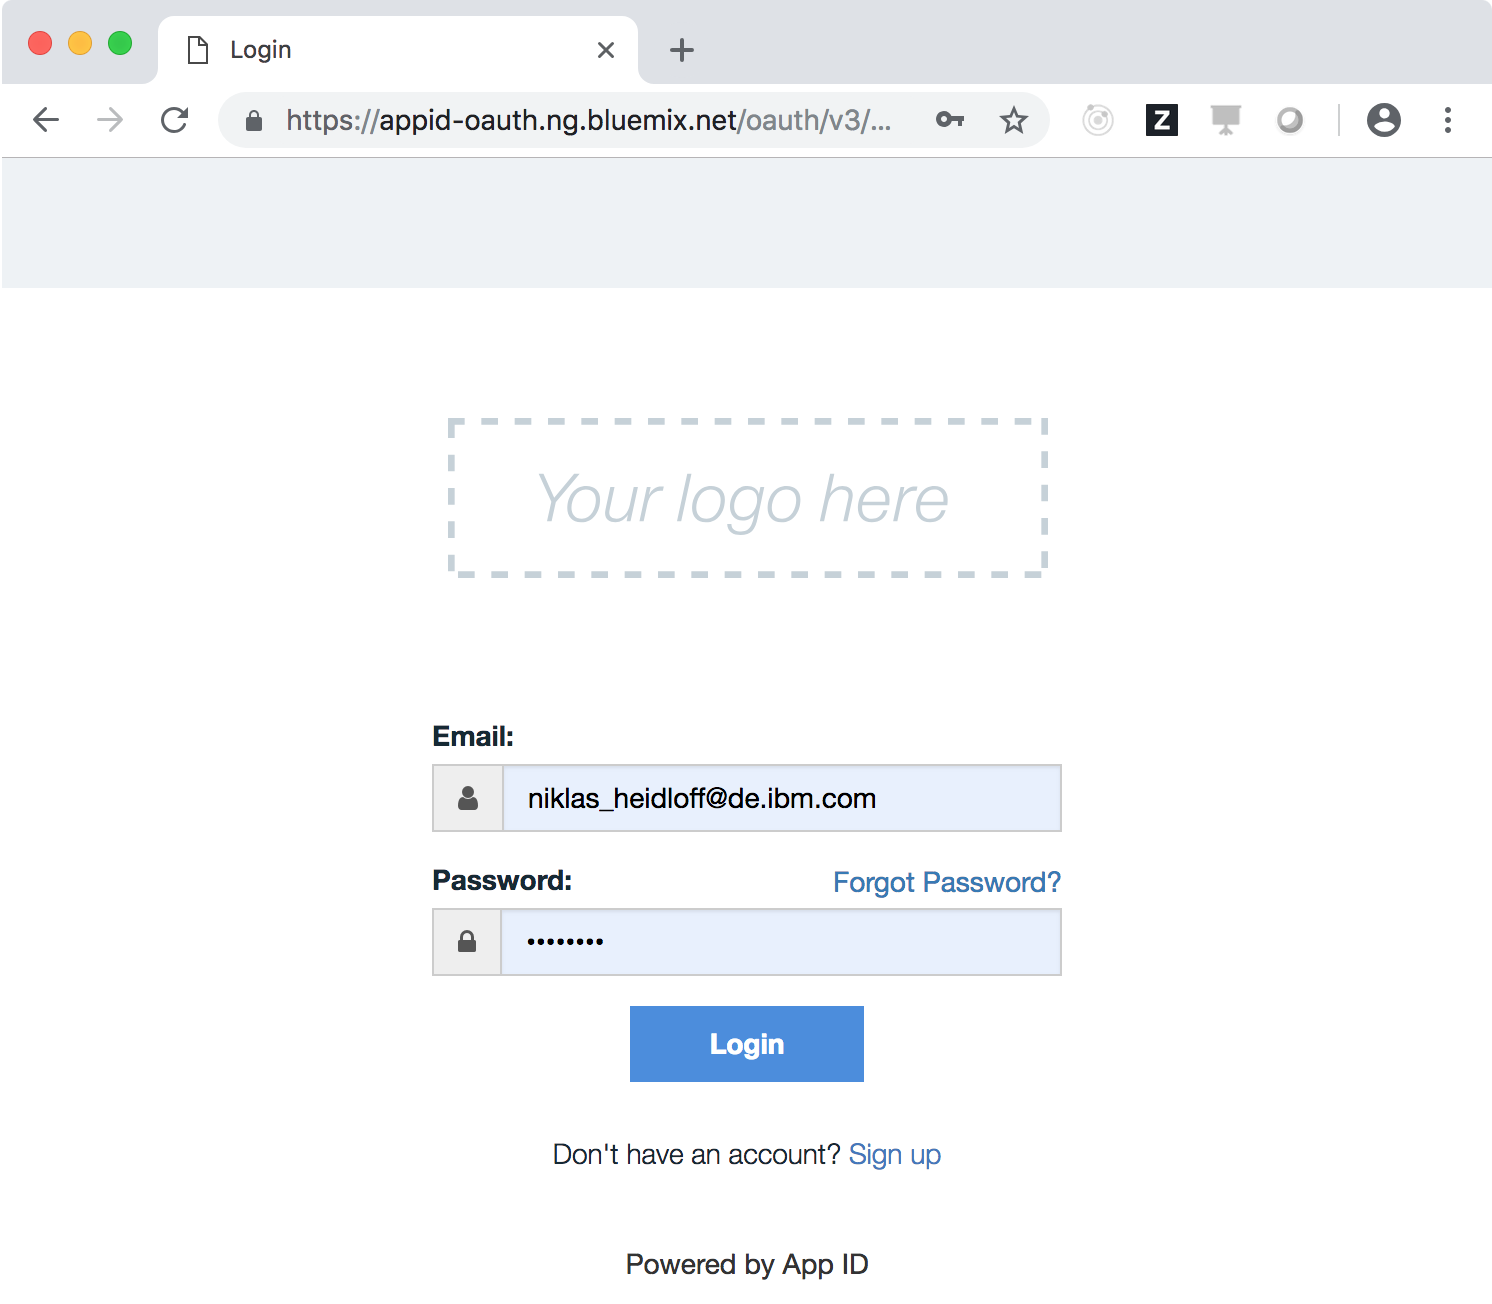 Login
https://appid-oauth.ng.bluemix.net/oauth/v3/...
Z
Your logo here
Email:
niklas_heidloff@de.ibm.com
Password:
Forgot Password?
••••••••
Login
Don't have an account? Sign up
Powered by App ID